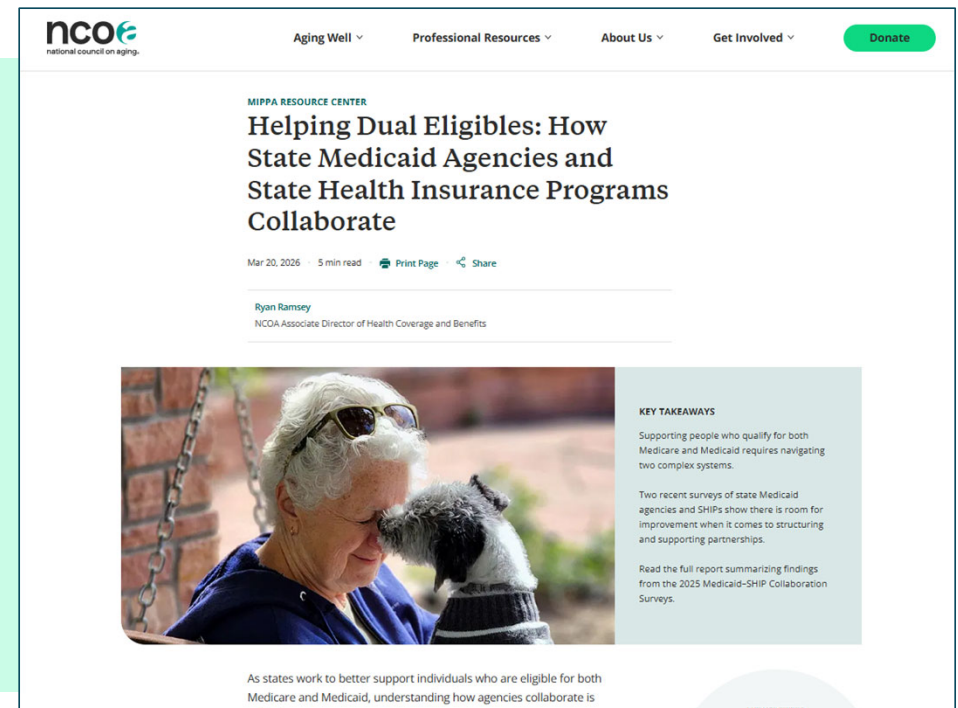 ncoa
national council on aging.
Aging Well
Professional Resources
About Us
Get Involved
Donate
MIPPA RESOURCE CENTER
Helping Dual Eligibles: How
State Medicaid Agencies and
State Health Insurance Programs
Collaborate
Mar 20, 2026 · 5 min read · Print Page · Share
Ryan Ramsey
NCOA Associate Director of Health Coverage and Benefits
KEY TAKEAWAYS
Supporting people who qualify for both
Medicare and Medicaid requires navigating
two complex systems.
Two recent surveys of state Medicaid
agencies and SHIPs show there is room for
improvement when it comes to structuring
and supporting partnerships.
Read the full report summarizing findings
from the 2025 Medicaid–SHIP Collaboration
Surveys.
As states work to better support individuals who are eligible for both
Medicare and Medicaid, understanding how agencies collaborate is